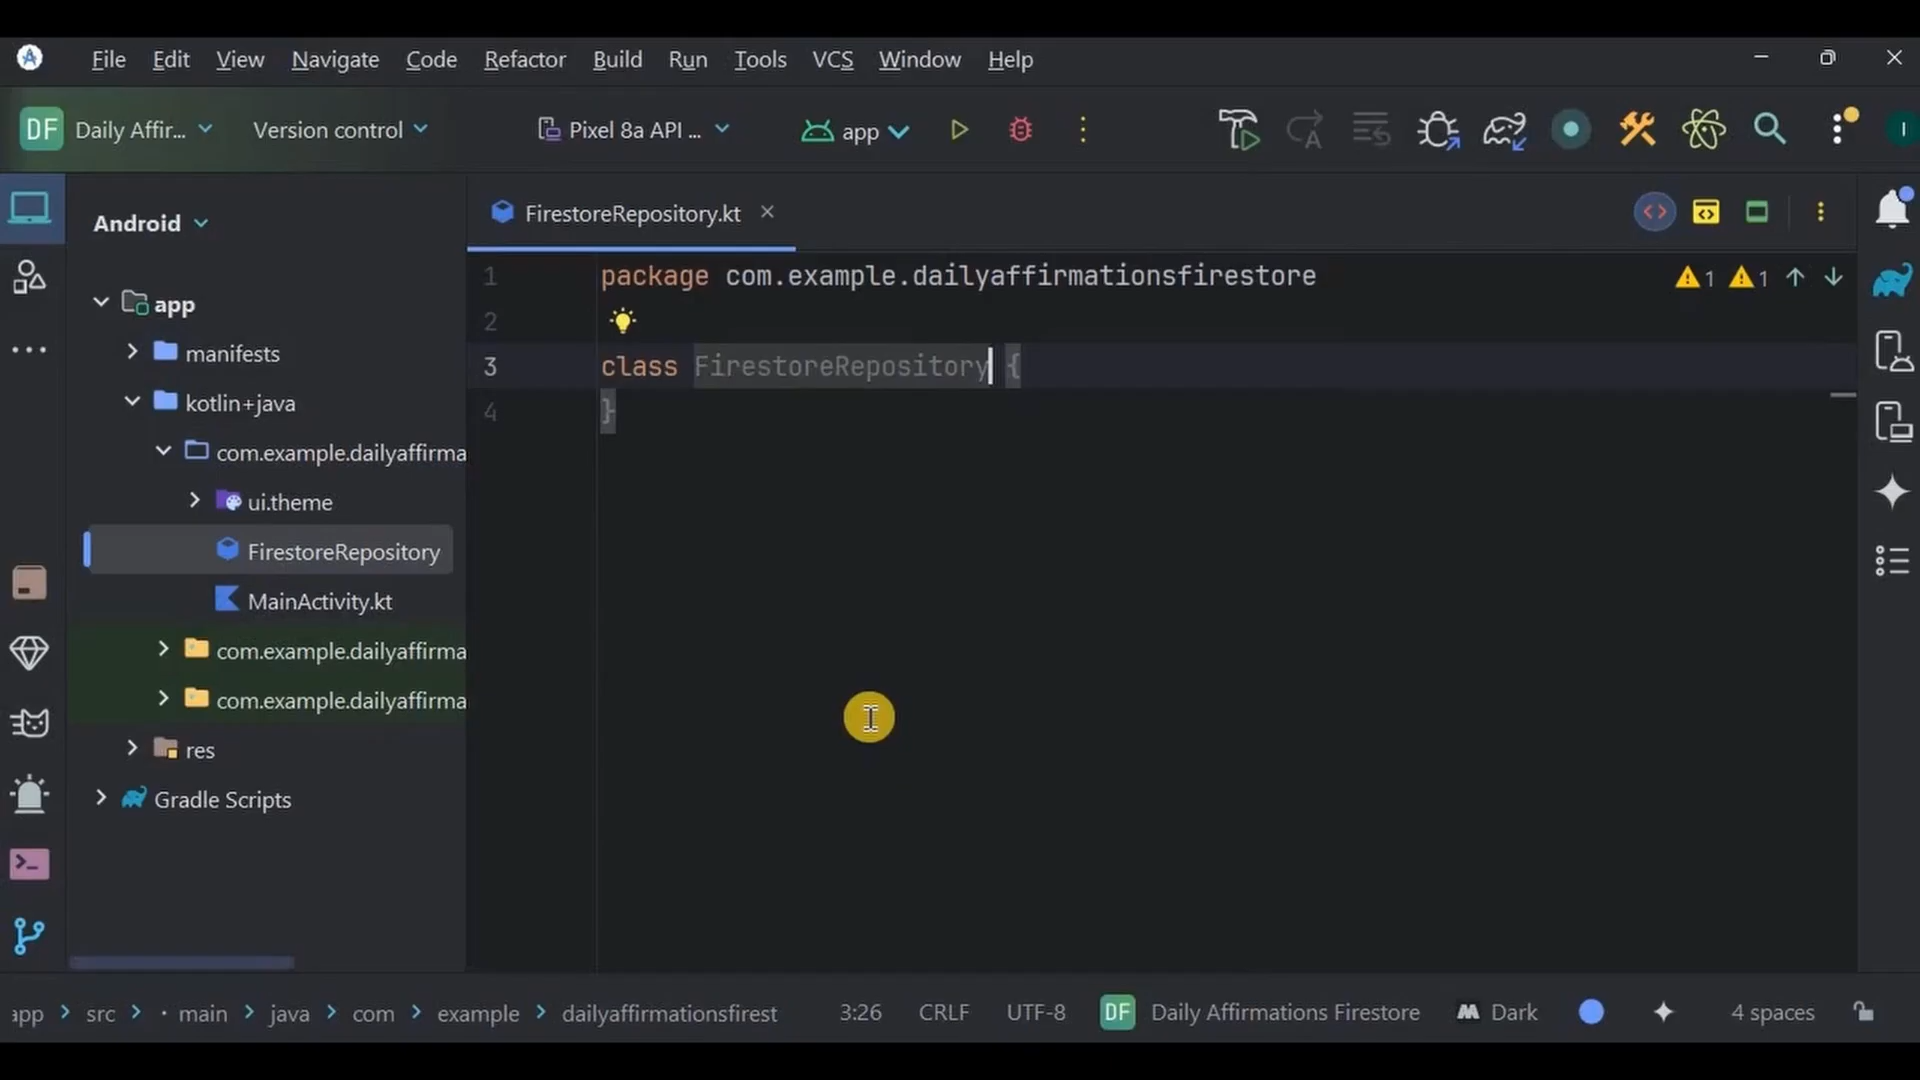 File Edit View Navigate Code Refactor Build Run Tools VCS Window Help
DF Daily Affir... Version control Pixel 8a API ... app
Android
FirestoreRepository.kt
app
manifests
kotlin+java
com.example.dailyaffirma
ui.theme
FirestoreRepository
MainActivity.kt
com.example.dailyaffirma
com.example.dailyaffirma
res
Gradle Scripts
1 package com.example.dailyaffirmationsfirestore 1 1
2
3 class FirestoreRepository {
4 }
app src main java com example dailyaffirmationsfirest 3:26 CRLF UTF-8 DF Daily Affirmations Firestore Dark 4 spaces